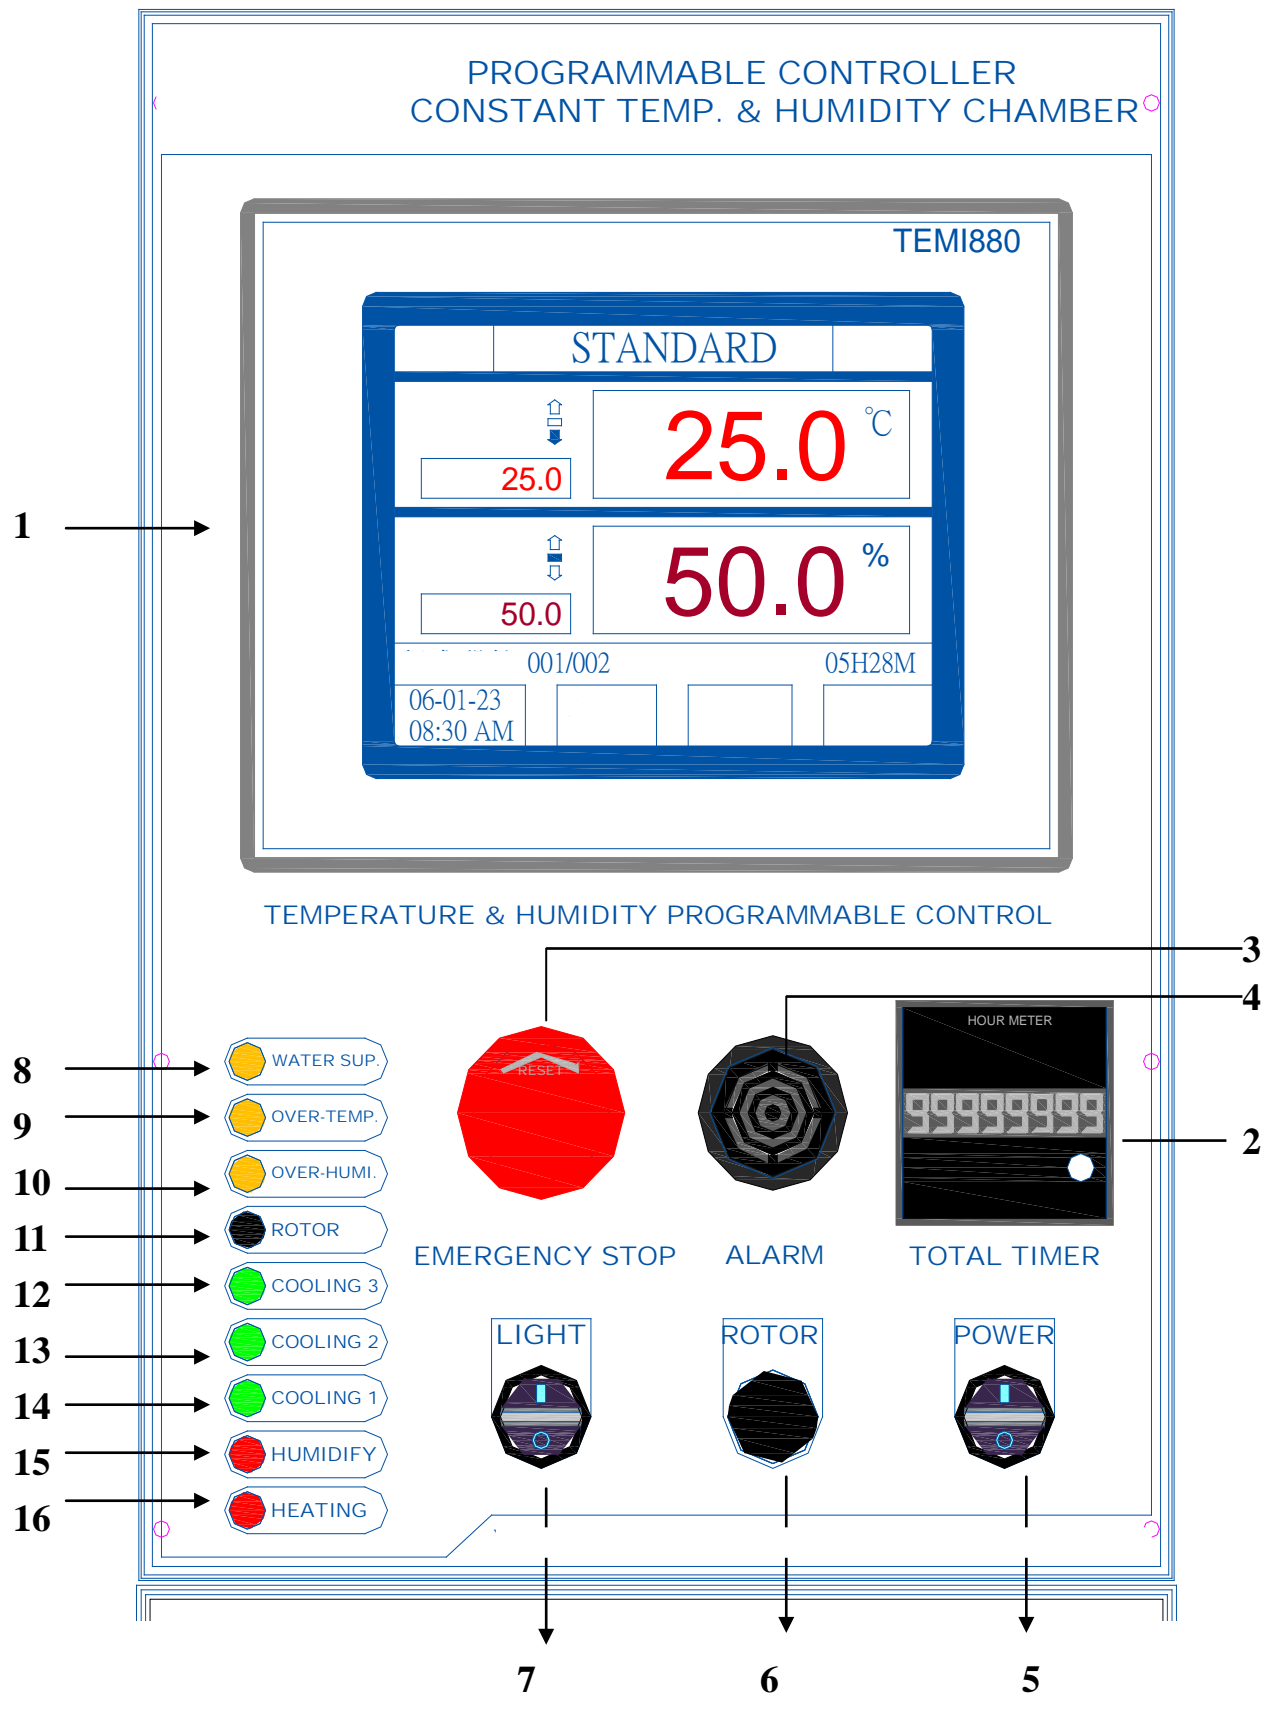 PROGRAMMABLE CONTROLLER
CONSTANT TEMP. & HUMIDITY CHAMBER
TEMI880
STANDARD
25.0 ℃
25.0
1
50.0 %
50.0
001/002 05H28M
06-01-23
08:30 AM
TEMPERATURE & HUMIDITY PROGRAMMABLE CONTROL
3
4
HOUR METER
8 WATER SUP.
RESET
9999999
9 OVER-TEMP.
2
10 OVER-HUMI.
11 ROTOR
EMERGENCY STOP ALARM TOTAL TIMER
12 COOLING 3
13 COOLING 2
LIGHT ROTOR POWER
14 COOLING 1
15 HUMIDIFY
16 HEATING
7 6 5